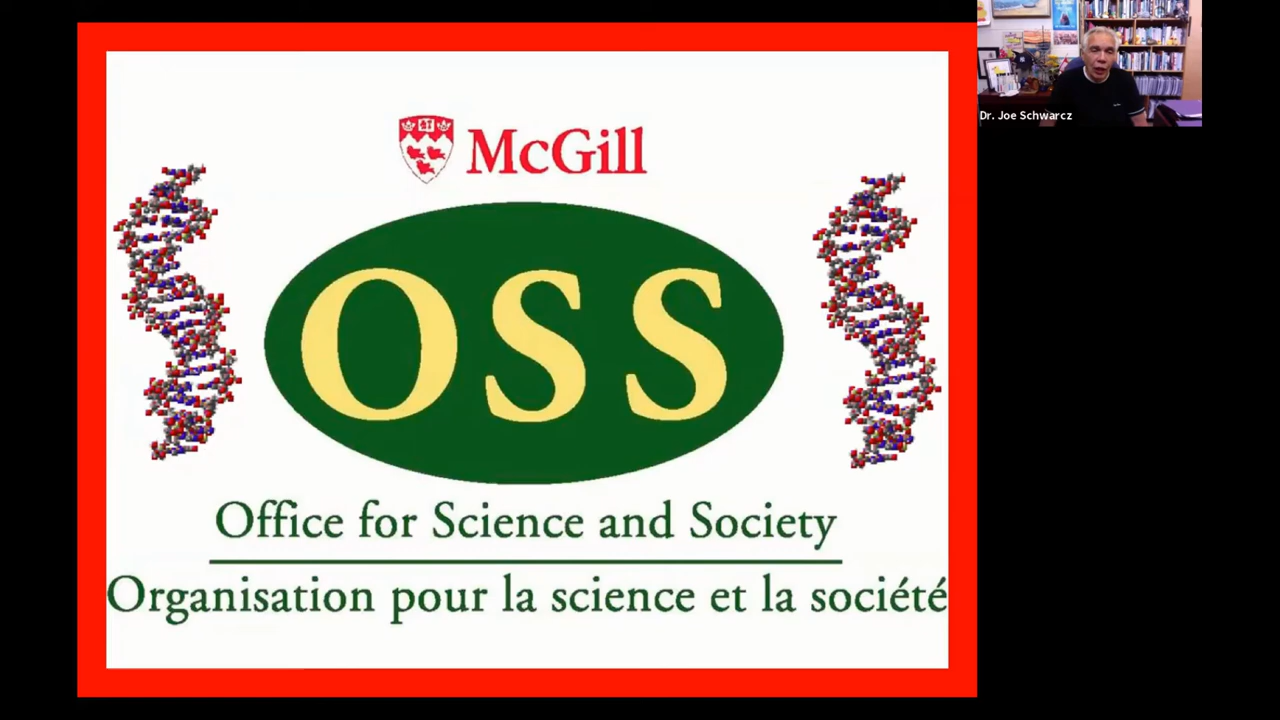 McGill
OSS
Office for Science and Society
Organisation pour la science et la société
Dr. Joe Schwarcz